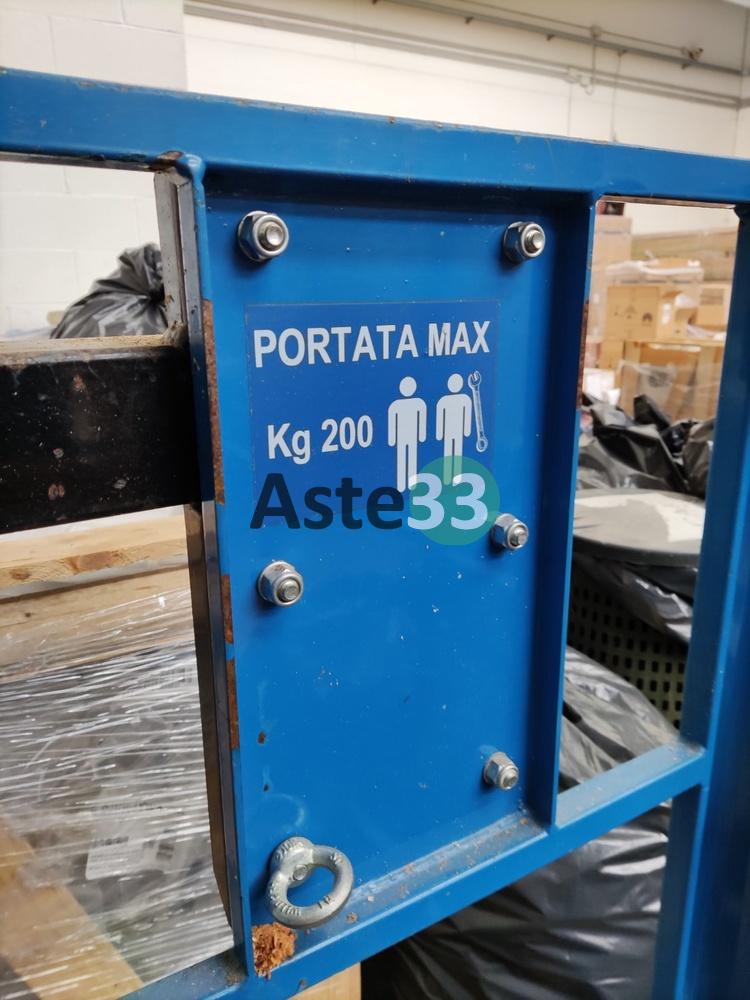 PORTATA MAX
Kg 200
Aste33